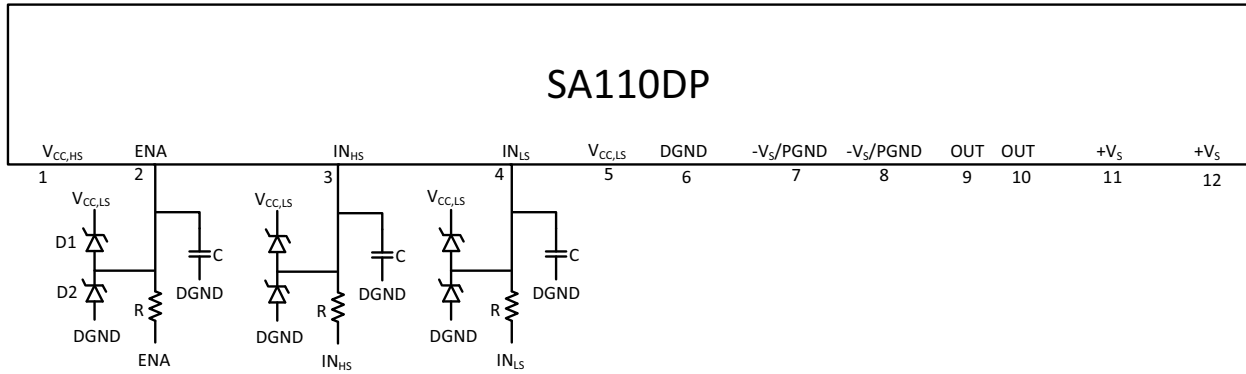 SA110DP
VCC,HS ENA INHS INLS VCC,LS DGND -VS/PGND -VS/PGND OUT OUT +VS +VS
1 2 3 4 5 6 7 8 9 10 11 12
VCC,LS VCC,LS VCC,LS
D1
C C C
D2
DGND DGND DGND
R R R
DGND DGND DGND
ENA INHS INLS